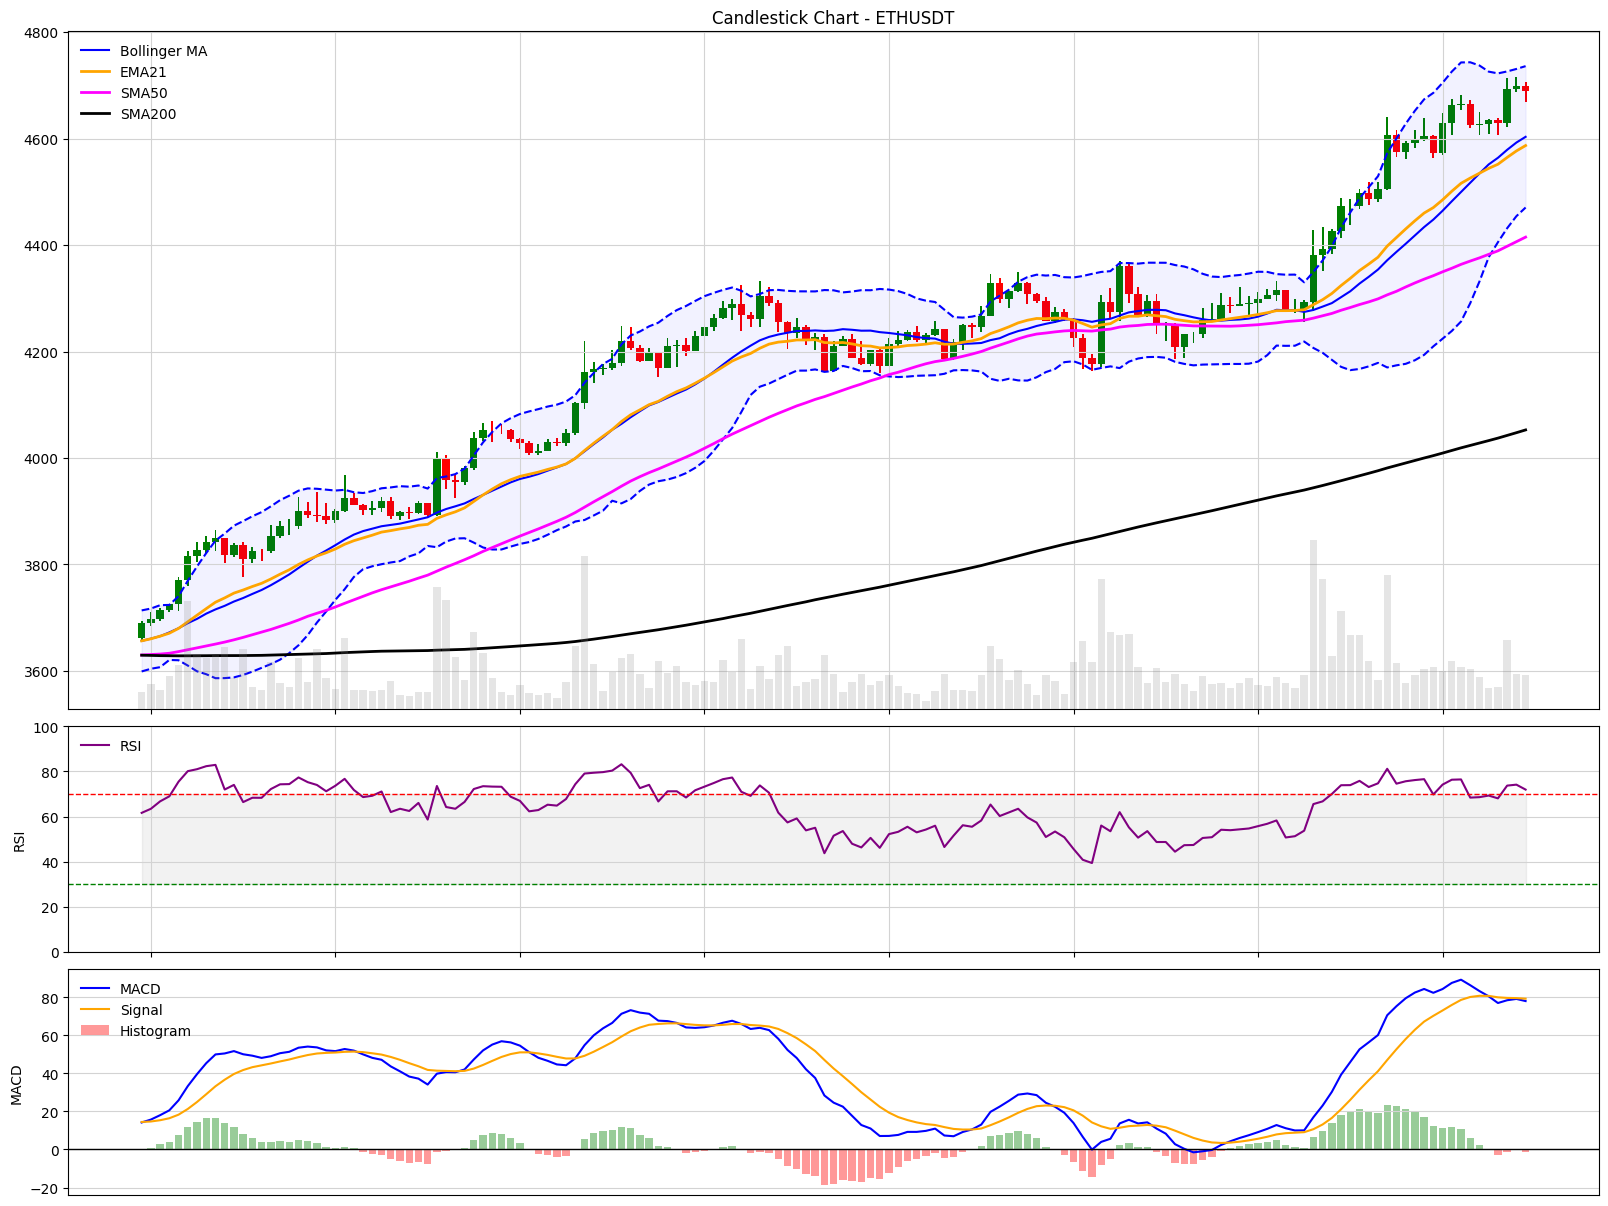 Candlestick Chart - ETHUSDT
Bollinger MA
EMA21
SMA50
SMA200
4800
4600
4400
4200
4000
3800
3600
RSI
RSI
100
80
60
40
20
0
MACD
Signal
Histogram
MACD
80
60
40
20
0
−20